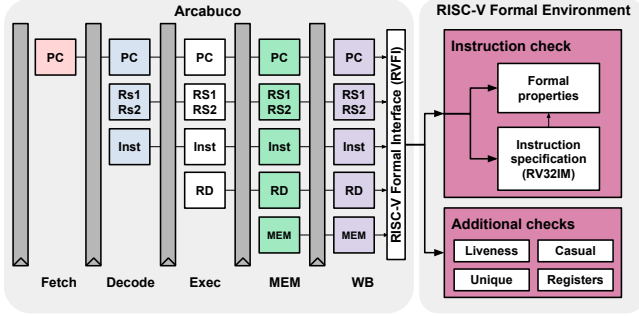 Arcabuco
RISC-V Formal Environment
PC
PC
PC
PC
PC
Rs1
Rs2
RS1
RS2
RS1
RS2
RS1
RS2
Inst
Inst
Inst
Inst
RD
RD
RD
MEM
MEM
Fetch
Decode
Exec
MEM
WB
RISC-V Formal Interface (RVFI)
Instruction check
Formal
properties
Instruction
specification
(RV32IM)
Additional checks
Liveness
Casual
Unique
Registers